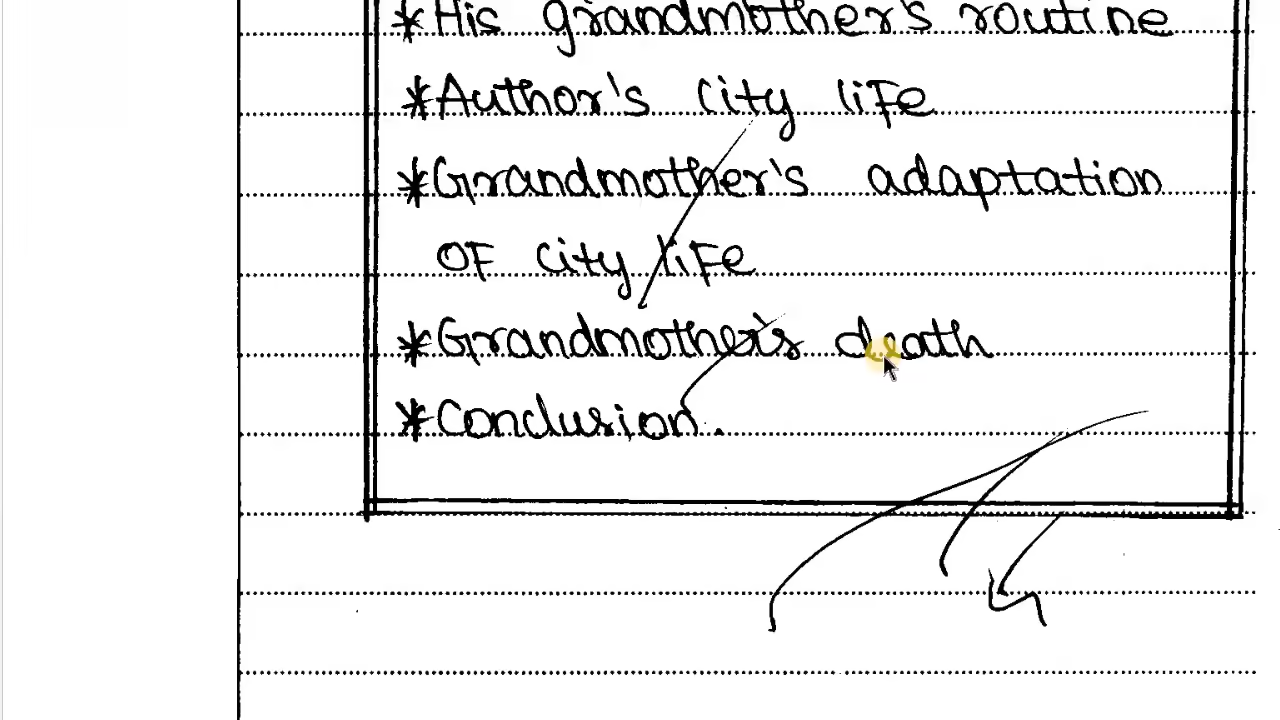 *His grandmother's routine
*Author's city life
*Grandmother's adaptation
of city life
*Grandmother's death
*Conclusion.